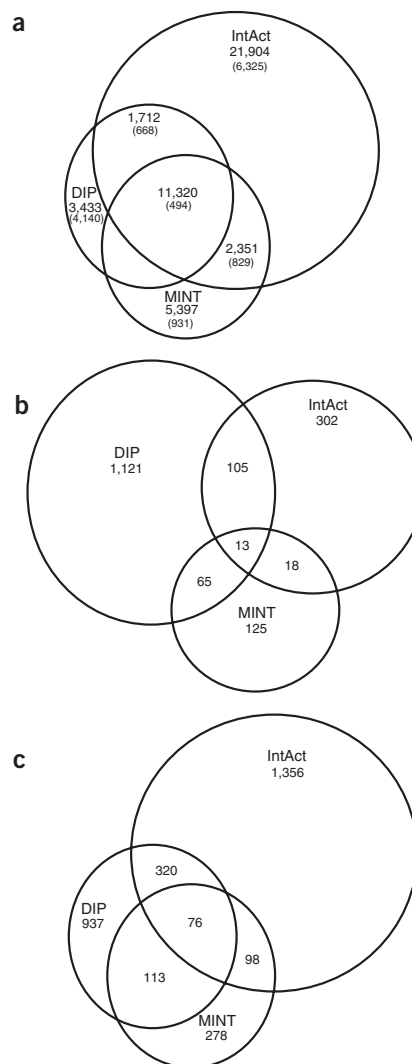 a
IntAct
21,904
(6,325)
1,712
(668)
DIP
3,433
(4,140)
11,320
(494)
2,351
(829)
MINT
5,397
(931)
b
IntAct
302
DIP
1,121
105
13
18
65
MINT
125
c
IntAct
1,356
320
DIP
937
76
98
113
MINT
278